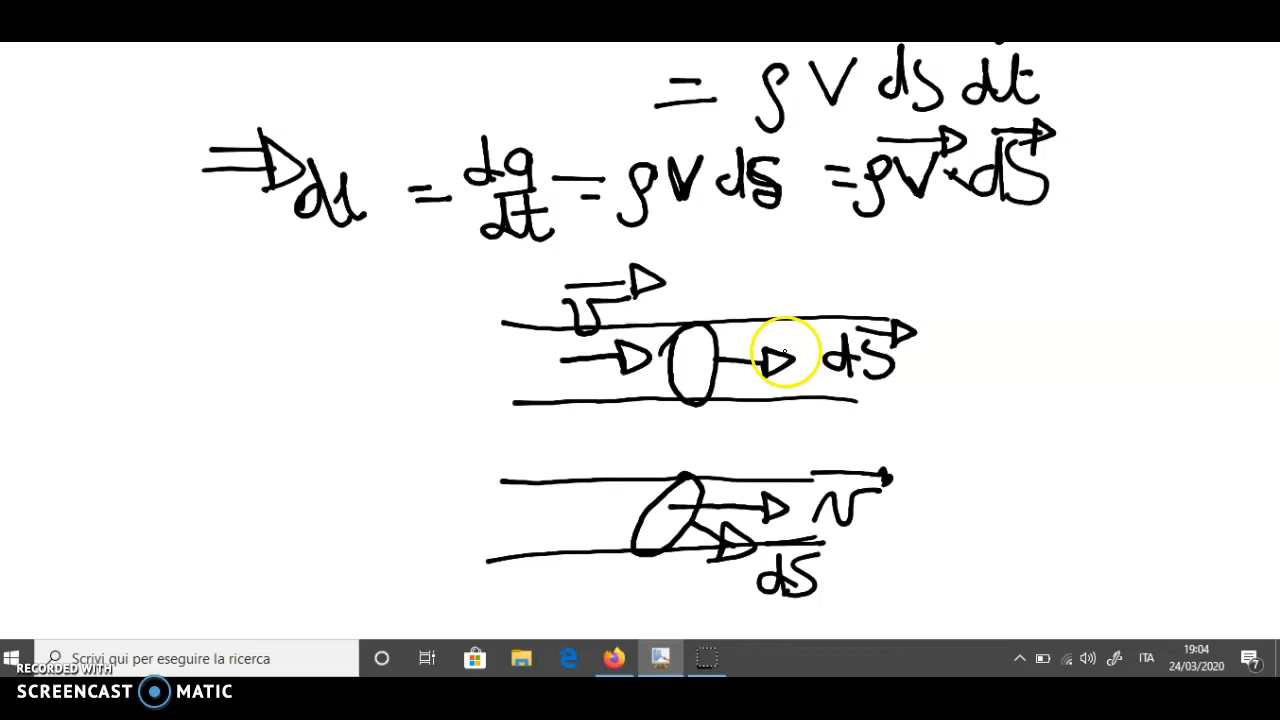 = ρ V dS dt
⇒ di = dq/dt = ρ V dS = ρ V⃗ × dS⃗
v⃗
dS⃗
v⃗
dS⃗
Scrivi qui per eseguire la ricerca
ITA
19:04
24/03/2020
7
RECORDED WITH
SCREENCAST MATIC